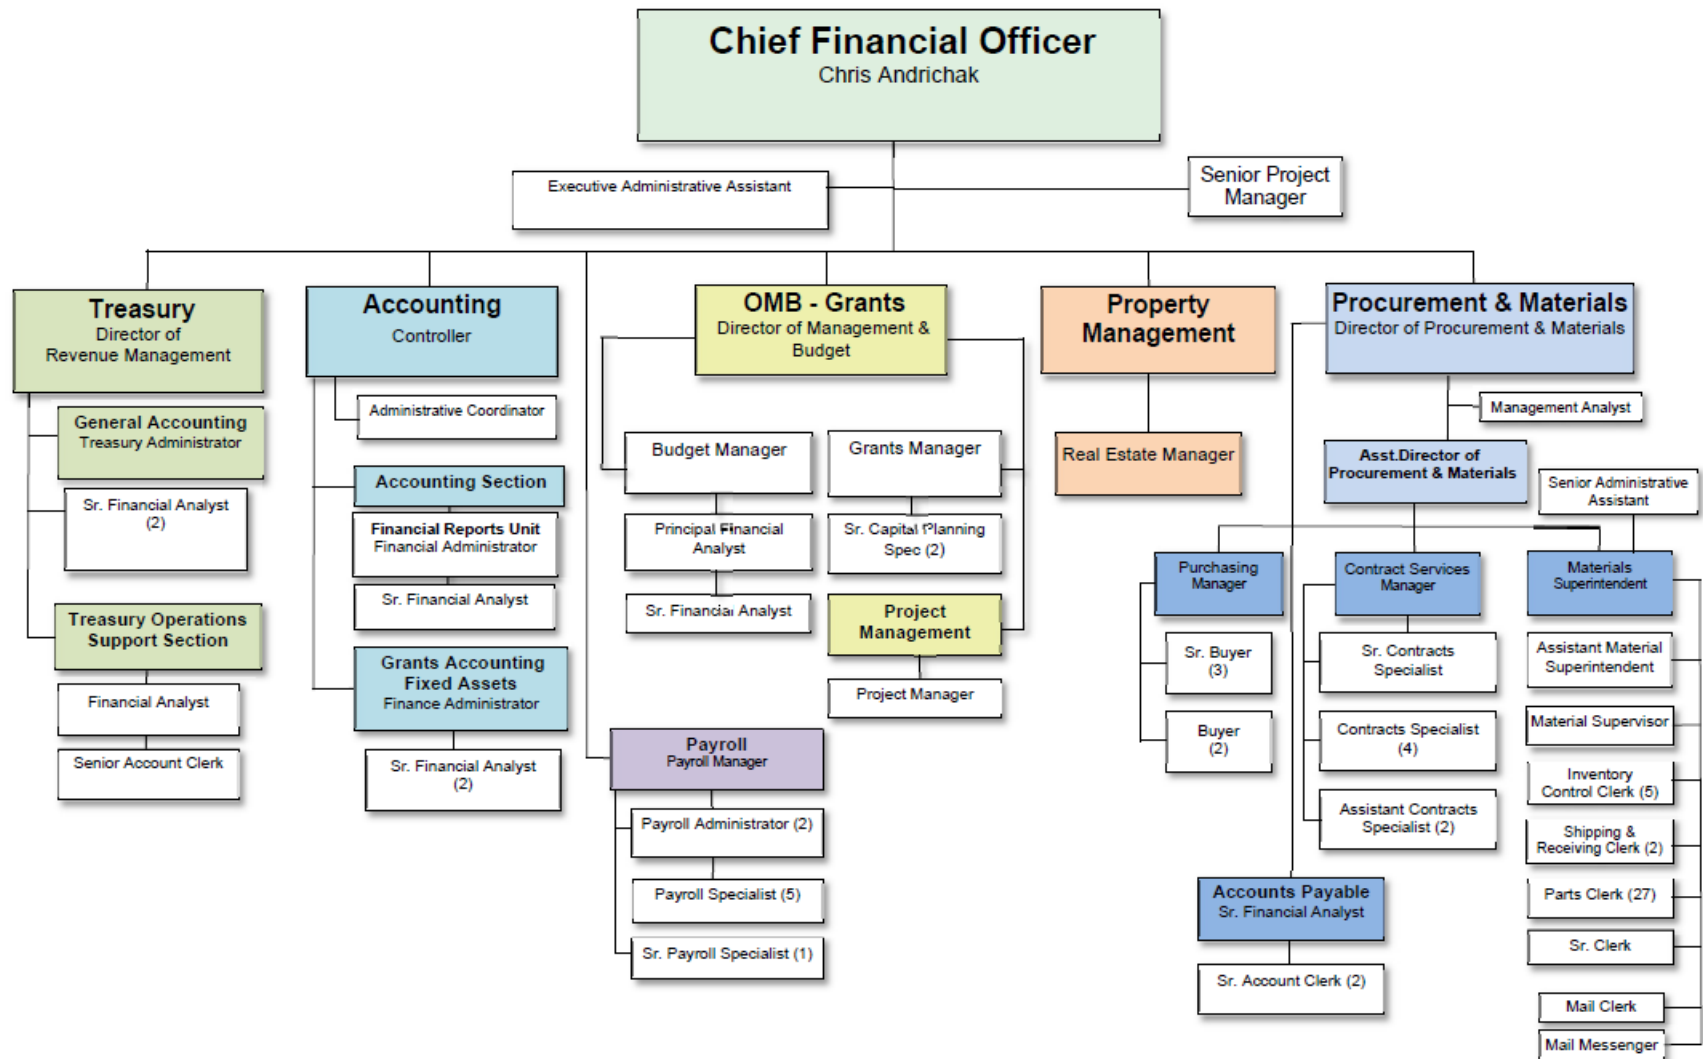 Chief Financial Officer
Chris Andrichak
Executive Administrative Assistant
Senior Project
Manager
Treasury
Director of
Revenue Management
General Accounting
Treasury Administrator
Sr. Financial Analyst
(2)
Treasury Operations
Support Section
Financial Analyst
Senior Account Clerk
Accounting
Controller
Administrative Coordinator
Accounting Section
Financial Reports Unit
Financial Administrator
Sr. Financial Analyst
Grants Accounting
Fixed Assets
Finance Administrator
Sr. Financial Analyst
(2)
Payroll
Payroll Manager
Payroll Administrator (2)
Payroll Specialist (5)
Sr. Payroll Specialist (1)
OMB - Grants
Director of Management &
Budget
Budget Manager
Principal Financial
Analyst
Sr. Financial Analyst
Grants Manager
Sr. Capital Planning
Spec (2)
Project
Management
Project Manager
Property
Management
Real Estate Manager
Procurement & Materials
Director of Procurement & Materials
Management Analyst
Asst.Director of
Procurement & Materials
Senior Administrative
Assistant
Purchasing
Manager
Sr. Buyer
(3)
Buyer
(2)
Contract Services
Manager
Sr. Contracts
Specialist
Contracts Specialist
(4)
Assistant Contracts
Specialist (2)
Materials
Superintendent
Assistant Material
Superintendent
Material Supervisor
Inventory
Control Clerk (5)
Shipping &
Receiving Clerk (2)
Parts Clerk (27)
Sr. Clerk
Mail Clerk
Mail Messenger
Accounts Payable
Sr. Financial Analyst
Sr. Account Clerk (2)